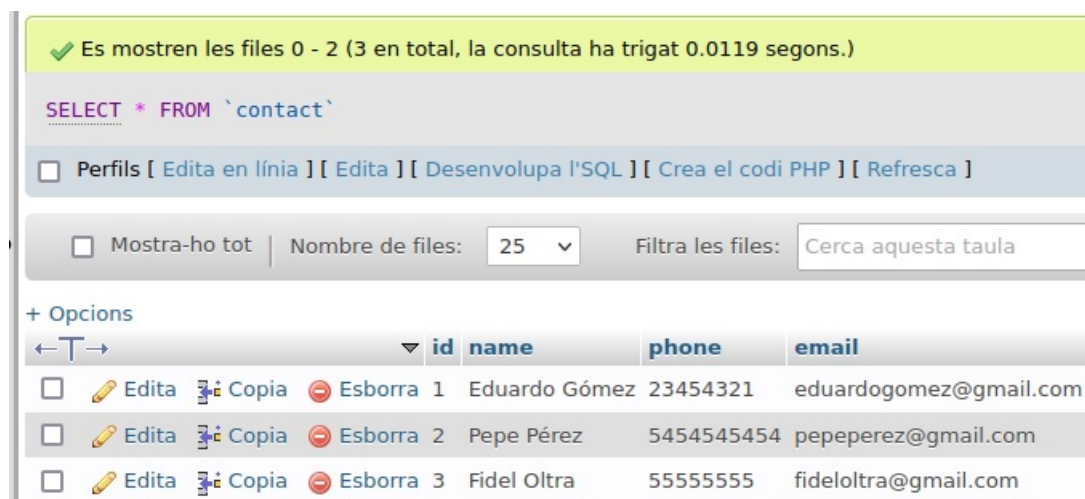 Es mostren les files 0 - 2 (3 en total, la consulta ha trigat 0.0119 segons.)
SELECT * FROM `contact`
Perfils [ Edita en línia ] [ Edita ] [ Desenvolupa l'SQL ] [ Crea el codi PHP ] [ Refresca ]
Mostra-ho tot | Nombre de files: 25 Filtra les files: Cerca aquesta taula
+ Opcions
←T→ id name phone email
Edita Copia Esborra 1 Eduardo Gómez 23454321 eduardogomez@gmail.com
Edita Copia Esborra 2 Pepe Pérez 5454545454 pepeperez@gmail.com
Edita Copia Esborra 3 Fidel Oltra 55555555 fideloltra@gmail.com